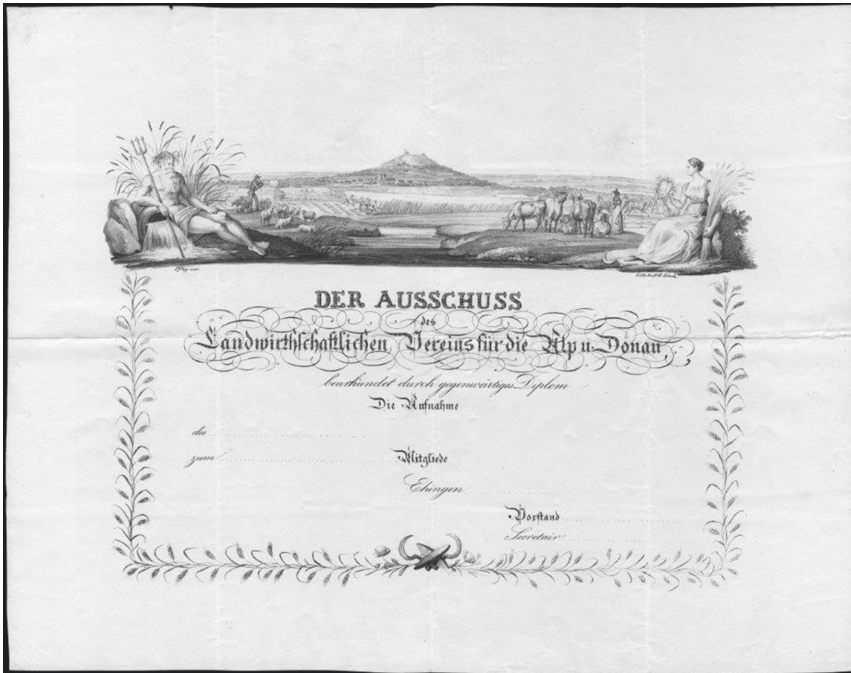 DER AUSSCHUSS
des
Landwirthschaftlichen Vereins für die Alp u. Donau,
beurkundet durch gegenwärtiges Diplom
Die Aufnahme
des
zum Mitgliede
Ehingen
Vorstand
Secretair